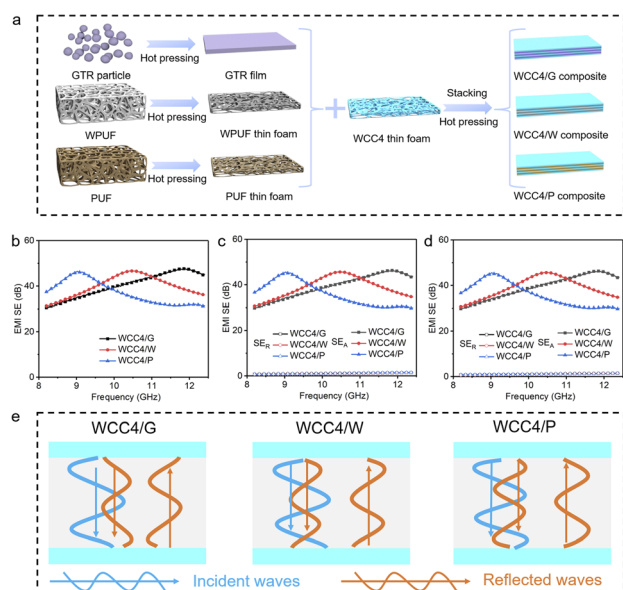 a
GTR particle
Hot pressing
GTR film
WPUF
Hot pressing
WPUF thin foam
PUF
Hot pressing
PUF thin foam
WCC4 thin foam
Stacking
Hot pressing
WCC4/G composite
WCC4/W composite
WCC4/P composite
b
EMI SE (dB)
60
40
20
0
WCC4/G
WCC4/W
WCC4/P
8 9 10 11 12
Frequency (GHz)
c
EMI SE (dB)
60
40
20
0
SER
WCC4/G
WCC4/W
WCC4/P
SEA
WCC4/G
WCC4/W
WCC4/P
8 9 10 11 12
Frequency (GHz)
d
EMI SE (dB)
60
40
20
0
SER
WCC4/G
WCC4/W
WCC4/P
SEA
WCC4/G
WCC4/W
WCC4/P
8 9 10 11 12
Frequency (GHz)
e
WCC4/G
WCC4/W
WCC4/P
Incident waves
Reflected waves